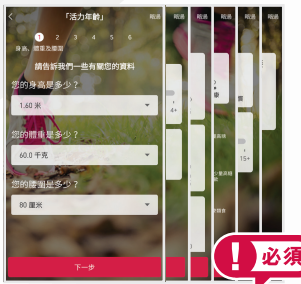 「活力年齡」 略過 略過 略過 略過 略過
1 2 3 4 5 6
身高、體重及腰圍
請告訴我們一些有關您的資料
您的身高是多少？
1.60 米
4+
您的體重是多少？
60.0 千克
15+
您的腰圍是多少？
80 厘米
下一步
! 必須